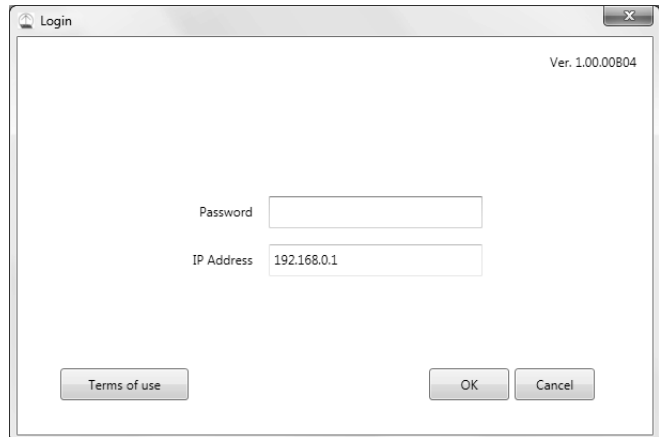 Login
Ver. 1.00.00B04
Password
IP Address 192.168.0.1
Terms of use OK Cancel